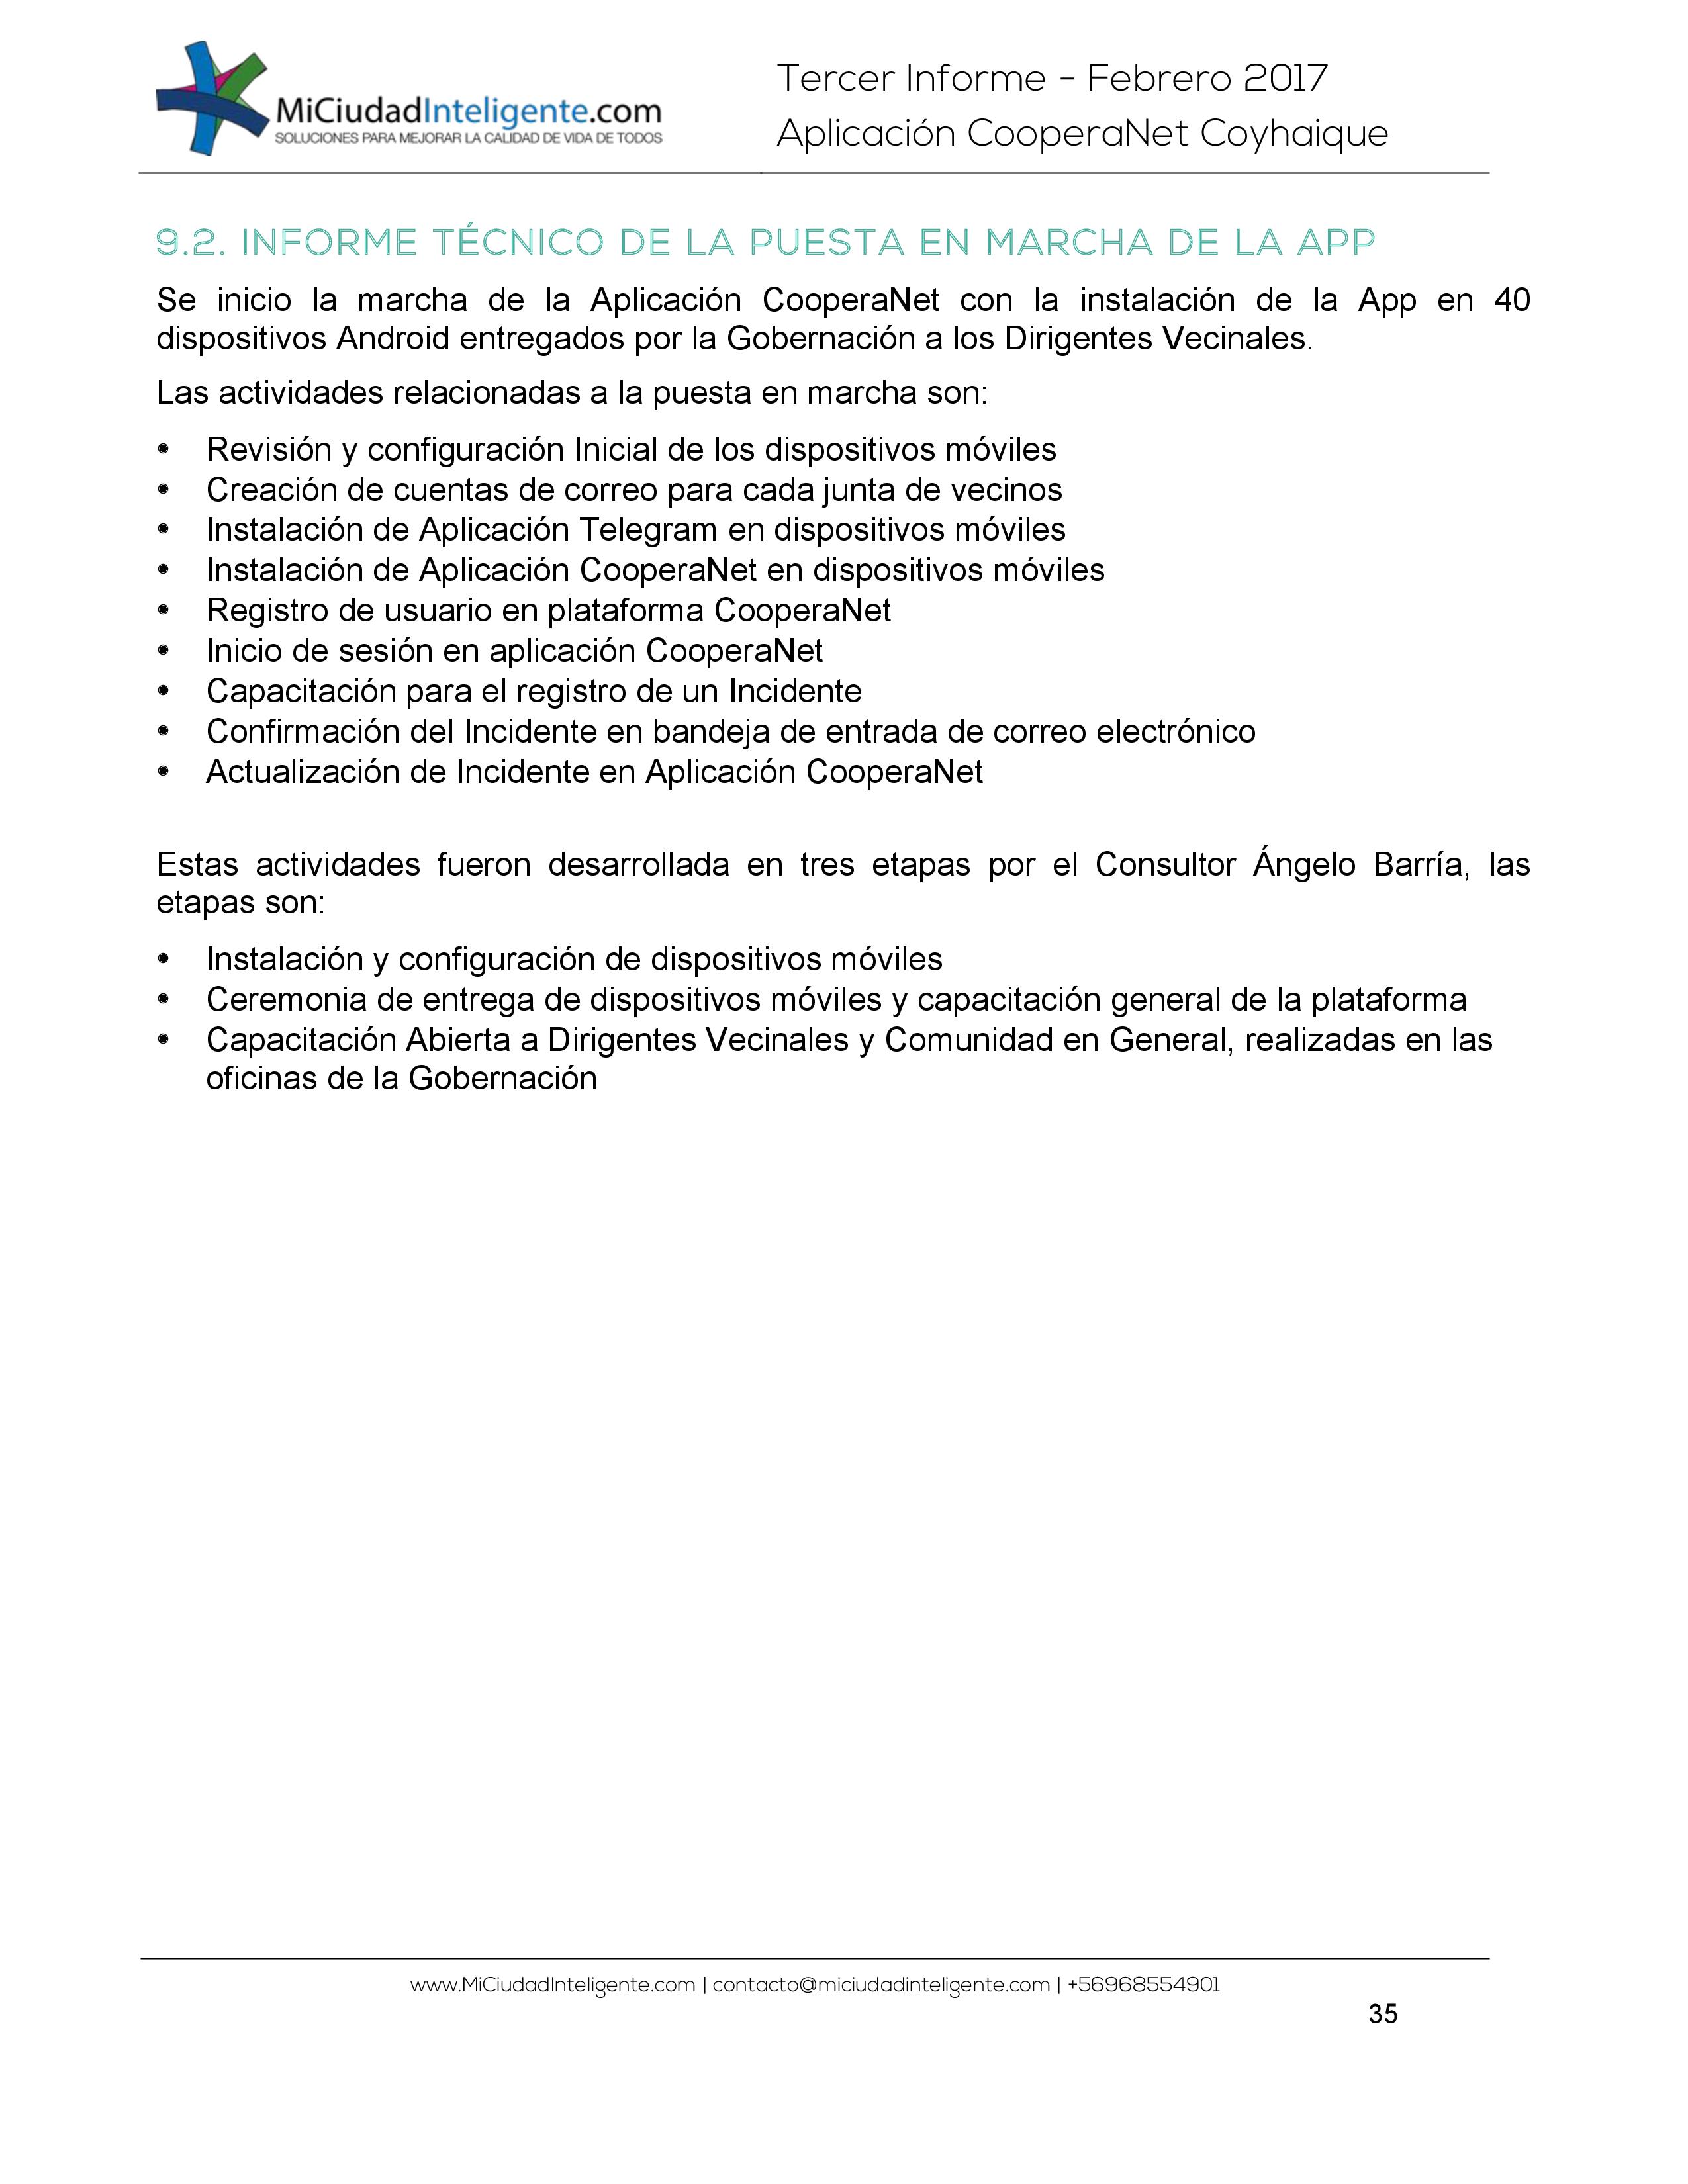 MiCiudadInteligente.com
SOLUCIONES PARA MEJORAR LA CALIDAD DE VIDA DE TODOS
Tercer Informe - Febrero 2017
Aplicación CooperaNet Coyhaique
9.2. INFORME TÉCNICO DE LA PUESTA EN MARCHA DE LA APP
Se inicio la marcha de la Aplicación CooperaNet con la instalación de la App en 40
dispositivos Android entregados por la Gobernación a los Dirigentes Vecinales.
Las actividades relacionadas a la puesta en marcha son:
• Revisión y configuración Inicial de los dispositivos móviles
• Creación de cuentas de correo para cada junta de vecinos
• Instalación de Aplicación Telegram en dispositivos móviles
• Instalación de Aplicación CooperaNet en dispositivos móviles
• Registro de usuario en plataforma CooperaNet
• Inicio de sesión en aplicación CooperaNet
• Capacitación para el registro de un Incidente
• Confirmación del Incidente en bandeja de entrada de correo electrónico
• Actualización de Incidente en Aplicación CooperaNet
Estas actividades fueron desarrollada en tres etapas por el Consultor Ángelo Barría, las
etapas son:
• Instalación y configuración de dispositivos móviles
• Ceremonia de entrega de dispositivos móviles y capacitación general de la plataforma
• Capacitación Abierta a Dirigentes Vecinales y Comunidad en General, realizadas en las
oficinas de la Gobernación
www.MiCiudadInteligente.com | contacto@miciudadinteligente.com | +56968554901
35